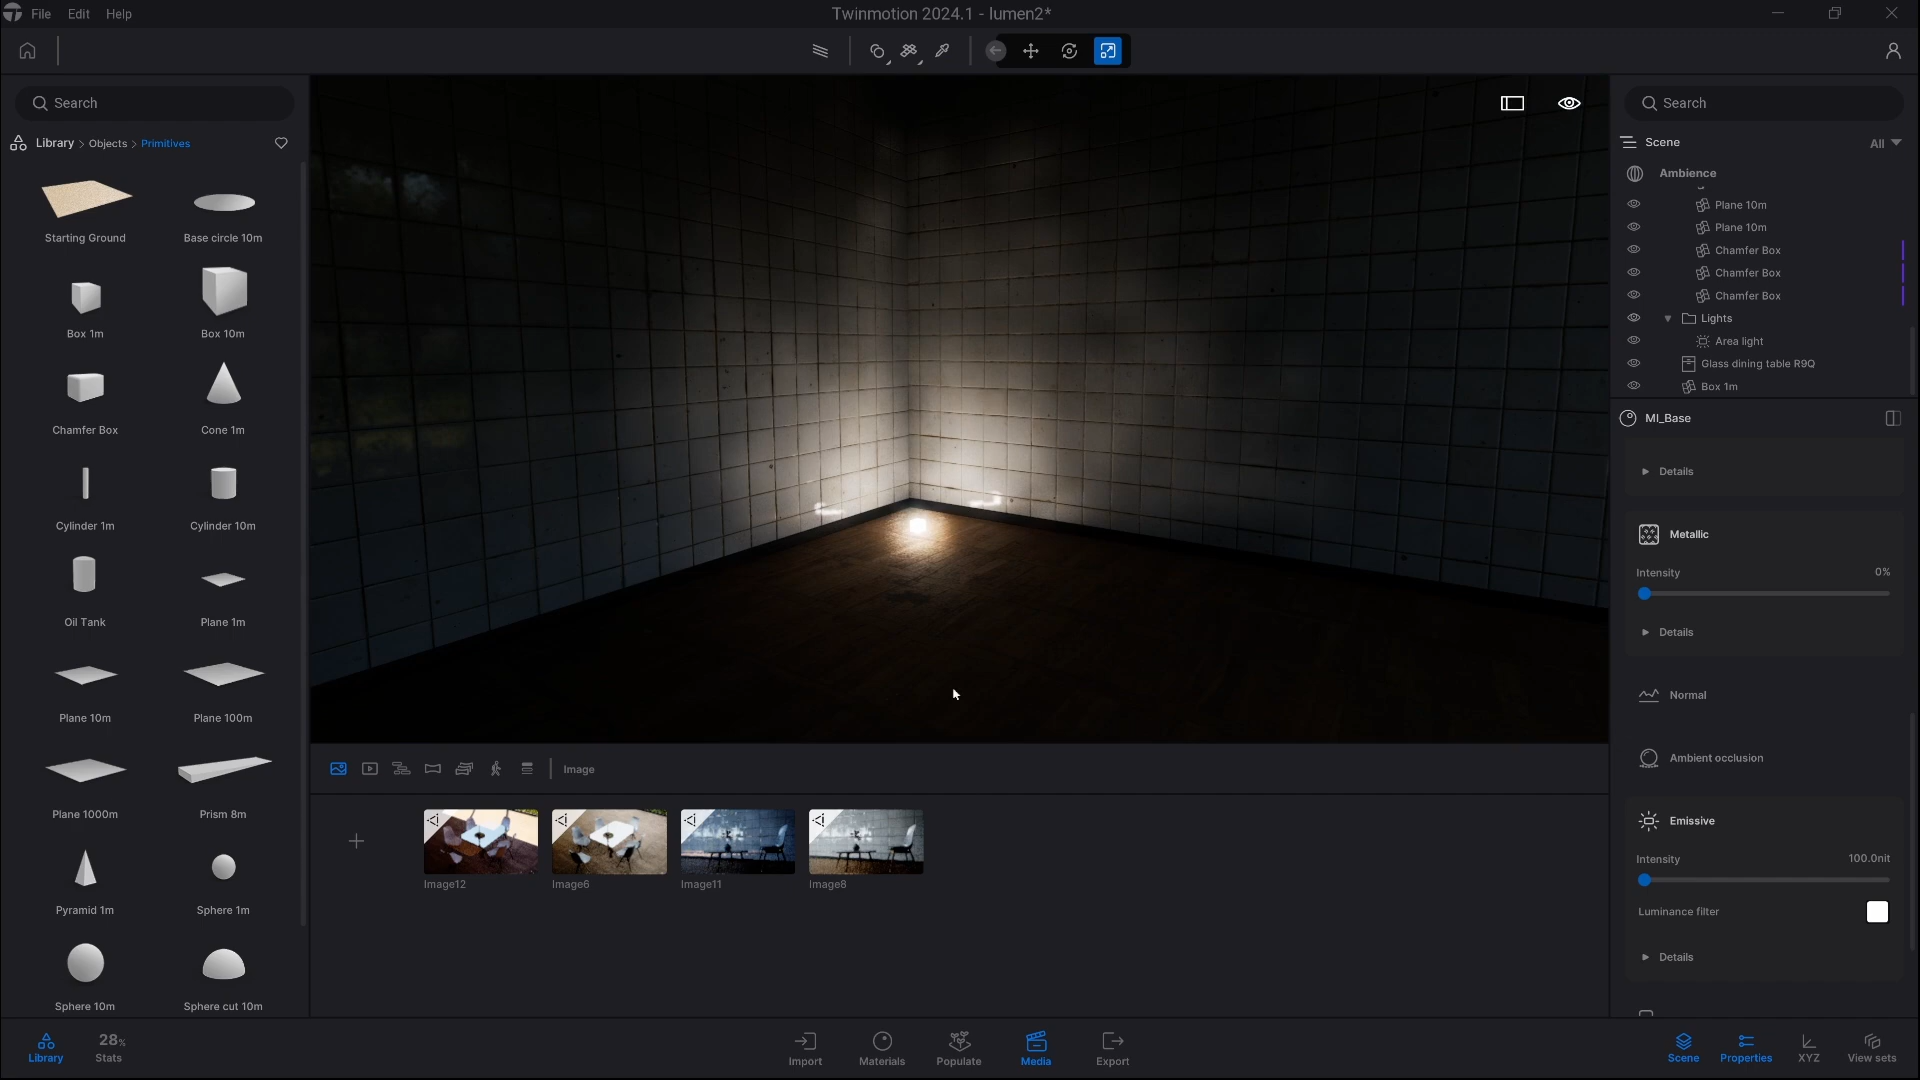 File Edit Help
Twinmotion 2024.1 - lumen2*
Search
Library > Objects > Primitives
Starting Ground
Base circle 10m
Box 1m
Box 10m
Chamfer Box
Cone 1m
Cylinder 1m
Cylinder 10m
Oil Tank
Plane 1m
Plane 10m
Plane 100m
Plane 1000m
Prism 8m
Pyramid 1m
Sphere 1m
Sphere 10m
Sphere cut 10m
Image
Image12
Image6
Image11
Image8
Search
Scene
All
Ambience
Plane 10m
Plane 10m
Chamfer Box
Chamfer Box
Chamfer Box
Lights
Area light
Glass dining table R9Q
Box 1m
MI_Base
Details
Metallic
Intensity 0%
Details
Normal
Ambient occlusion
Emissive
Intensity 100.0nit
Luminance filter
Details
Library
28%
Stats
Import
Materials
Populate
Media
Export
Scene
Properties
XYZ
View sets